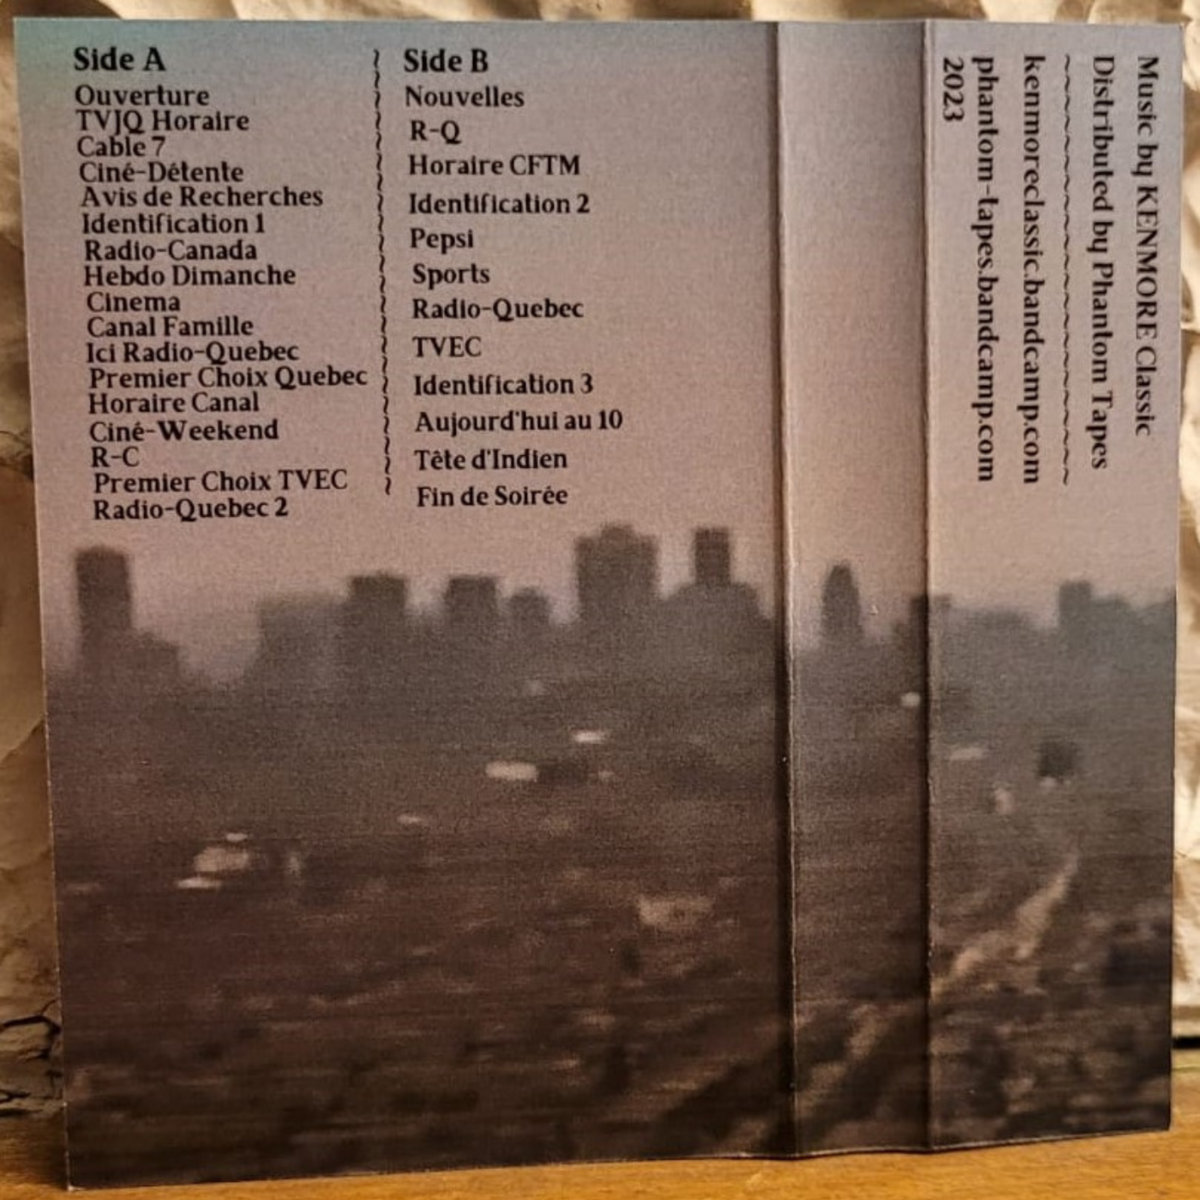 Side A
Ouverture
TVJQ Horaire
Cable 7
Ciné-Détente
Avis de Recherches
Identification 1
Radio-Canada
Hebdo Dimanche
Cinema
Canal Famille
Ici Radio-Quebec
Premier Choix Quebec
Horaire Canal
Ciné-Weekend
R-C
Premier Choix TVEC
Radio-Quebec 2
Side B
Nouvelles
R-Q
Horaire CFTM
Identification 2
Pepsi
Sports
Radio-Quebec
TVEC
Identification 3
Aujourd'hui au 10
Tête d'Indien
Fin de Soirée
Music by KENMORE Classic
Distributed by Phantom Tapes
~~~~~~~~~~~~~~~~
kenmoreclassic.bandcamp.com
phantom-tapes.bandcamp.com
2023